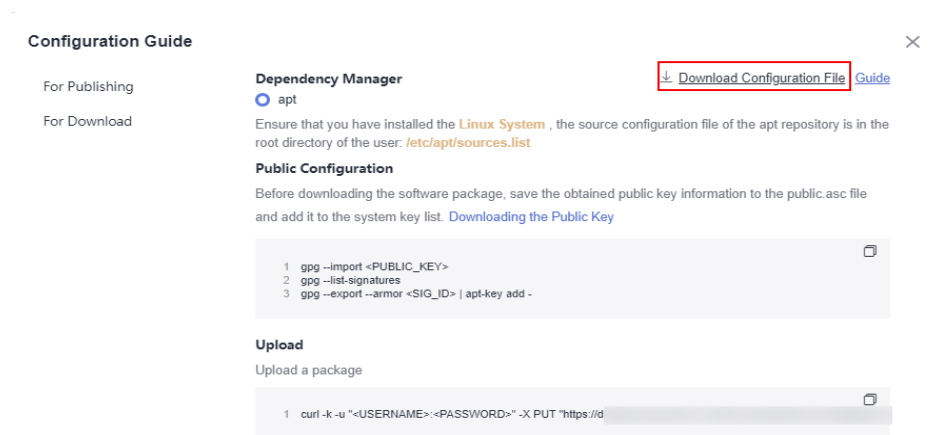 Configuration Guide
For Publishing
For Download
Dependency Manager
Download Configuration File Guide
apt
Ensure that you have installed the Linux System , the source configuration file of the apt repository is in the
root directory of the user: /etc/apt/sources.list
Public Configuration
Before downloading the software package, save the obtained public key information to the public.asc file
and add it to the system key list. Downloading the Public Key
1 gpg --import <PUBLIC_KEY>
2 gpg --list-signatures
3 gpg --export --armor <SIG_ID> | apt-key add -
Upload
Upload a package
1 curl -k -u "<USERNAME>:<PASSWORD>" -X PUT "https://d